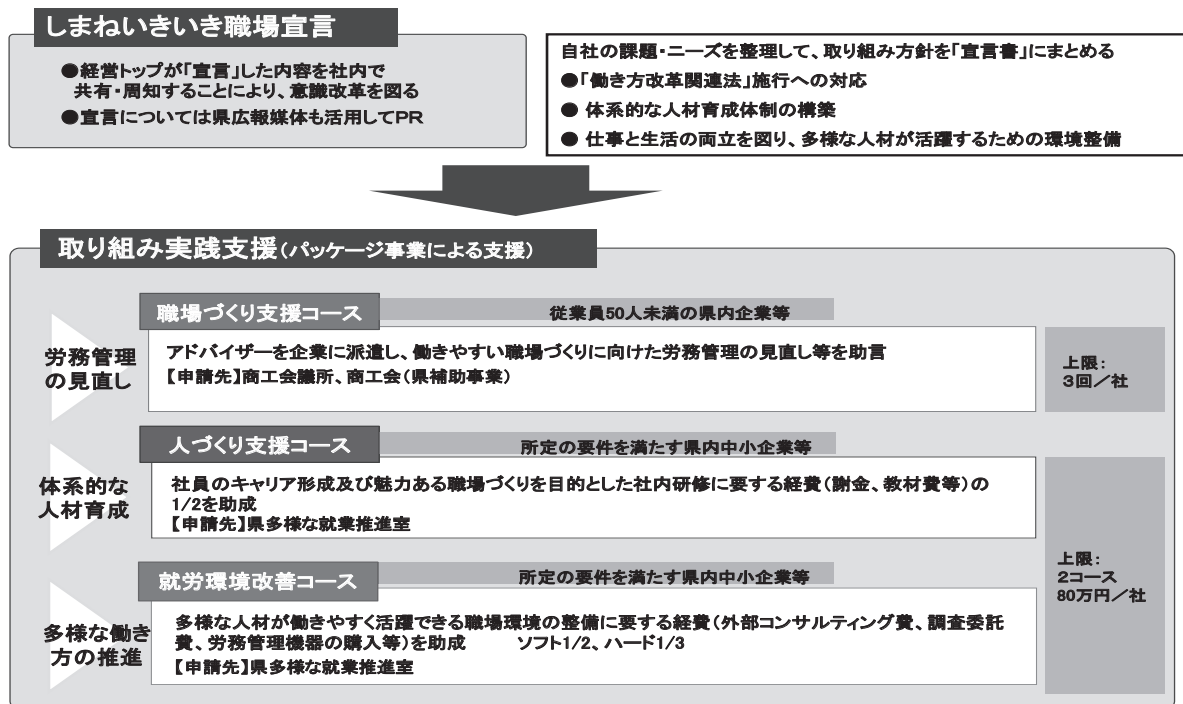 しまねいきいき職場宣言
●経営トップが「宣言」した内容を社内で
共有・周知することにより、意識改革を図る
●宣言については県広報媒体も活用してPR
自社の課題・ニーズを整理して、取り組み方針を「宣言書」にまとめる
●「働き方改革関連法」施行への対応
● 体系的な人材育成体制の構築
● 仕事と生活の両立を図り、多様な人材が活躍するための環境整備
取り組み実践支援(パッケージ事業による支援)
職場づくり支援コース
従業員50人未満の県内企業等
労務管理
の見直し
アドバイザーを企業に派遣し、働きやすい職場づくりに向けた労務管理の見直し等を助言
【申請先】商工会議所、商工会(県補助事業)
上限:
3回/社
人づくり支援コース
所定の要件を満たす県内中小企業等
体系的な
人材育成
社員のキャリア形成及び魅力ある職場づくりを目的とした社内研修に要する経費(謝金、教材費等)の
1/2を助成
【申請先】県多様な就業推進室
就労環境改善コース
所定の要件を満たす県内中小企業等
多様な働き
方の推進
多様な人材が働きやすく活躍できる職場環境の整備に要する経費(外部コンサルティング費、調査委託
費、労務管理機器の購入等)を助成 ソフト1/2、ハード1/3
【申請先】県多様な就業推進室
上限:
2コース
80万円/社